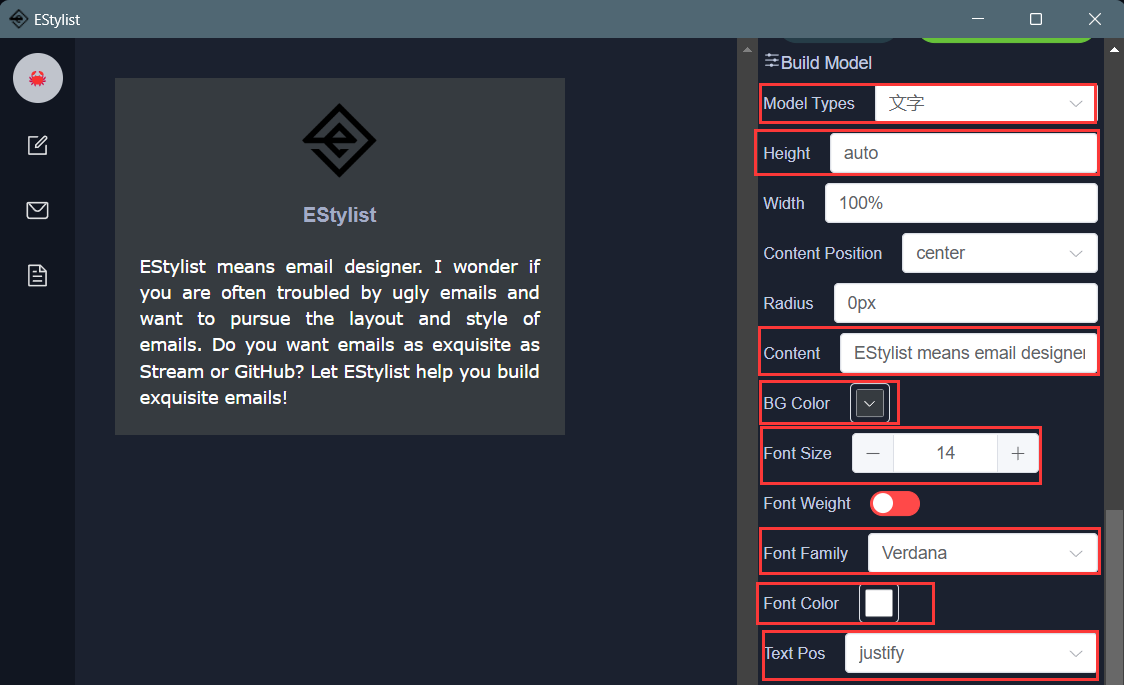 EStylist
EStylist
EStylist means email designer. I wonder if
you are often troubled by ugly emails and
want to pursue the layout and style of
emails. Do you want emails as exquisite as
Stream or GitHub? Let EStylist help you build
exquisite emails!
Build Model
Model Types 文字
Height auto
Width 100%
Content Position center
Radius 0px
Content EStylist means email designer
BG Color
Font Size 14
Font Weight
Font Family Verdana
Font Color
Text Pos justify